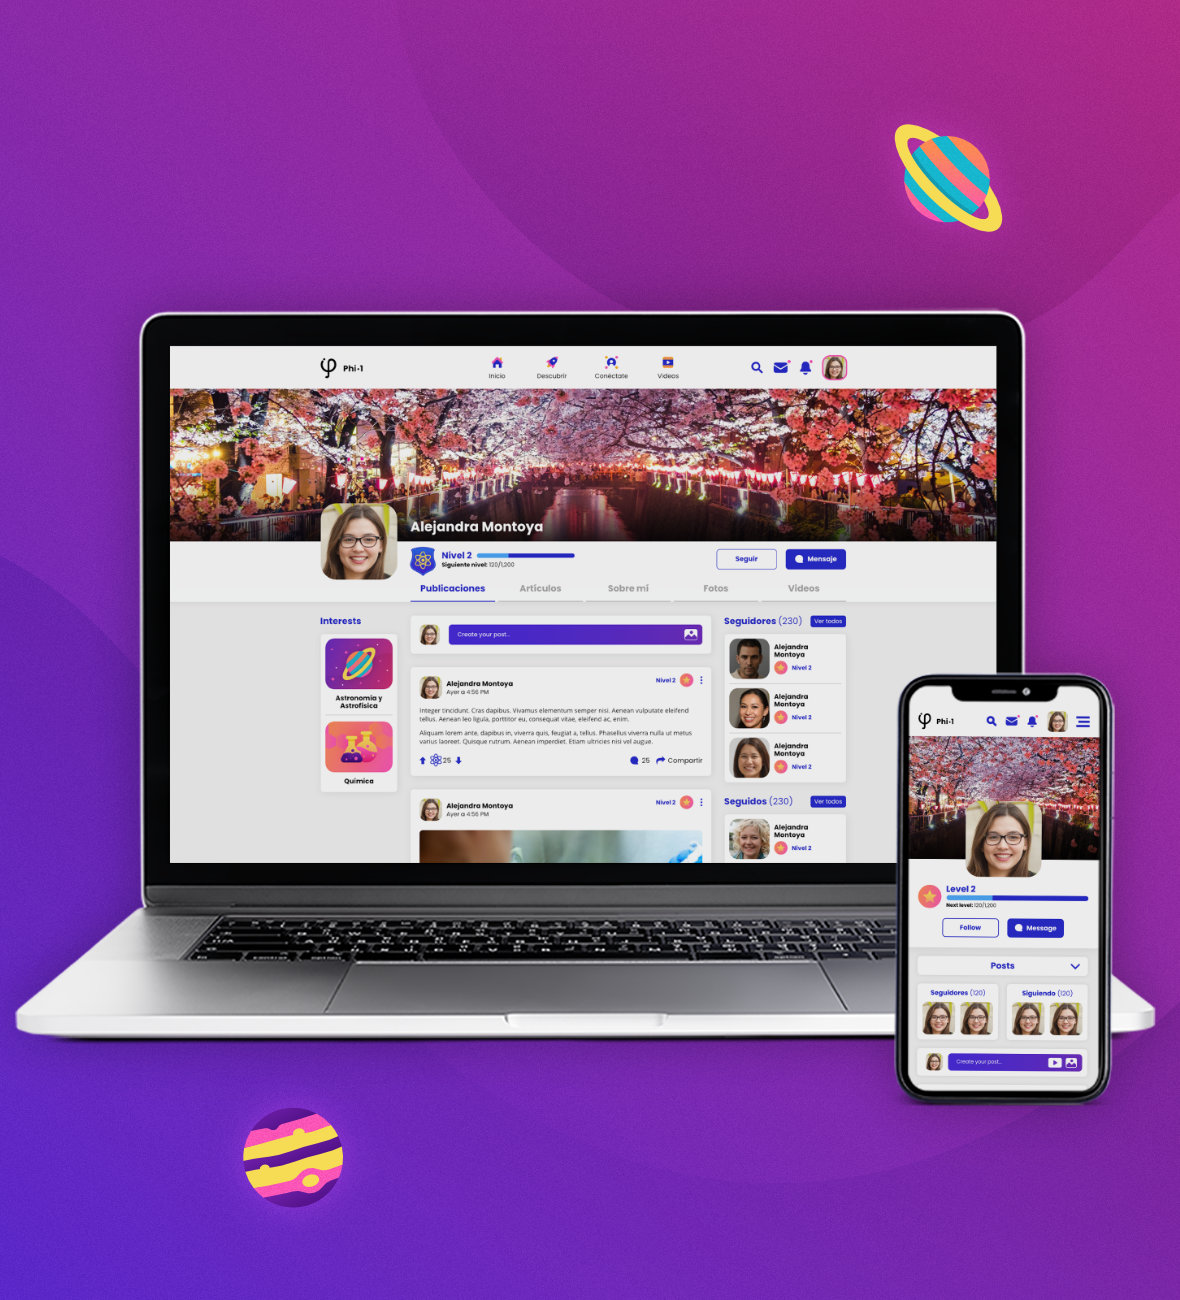 Phi-1
Inicio
Descubrir
Conéctate
Videos
Alejandra Montoya
Nivel 2
Siguiente nivel: 120/1,200
Seguir
Mensaje
Publicaciones
Artículos
Sobre mí
Fotos
Videos
Interests
Astronomía y
Astrofísica
Química
Create your post...
Alejandra Montoya
Ayer a 4:56 PM
Nivel 2
Integer tincidunt. Cras dapibus. Vivamus elementum semper nisi. Aenean vulputate eleifend
tellus. Aenean leo ligula, porttitor eu, consequat vitae, eleifend ac, enim.
Aliquam lorem ante, dapibus in, viverra quis, feugiat a, tellus. Phasellus viverra nulla ut metus
varius laoreet. Quisque rutrum. Aenean imperdiet. Etiam ultricies nisi vel augue.
25
25
Compartir
Alejandra Montoya
Ayer a 4:56 PM
Nivel 2
Seguidores (230)
Ver todos
Alejandra
Montoya
Nivel 2
Alejandra
Montoya
Nivel 2
Alejandra
Montoya
Nivel 2
Seguidos (230)
Ver todos
Alejandra
Montoya
Nivel 2
Phi-1
Level 2
Next level: 120/1,200
Follow
Message
Posts
Seguidores (120)
Siguiendo (120)
Create your post...